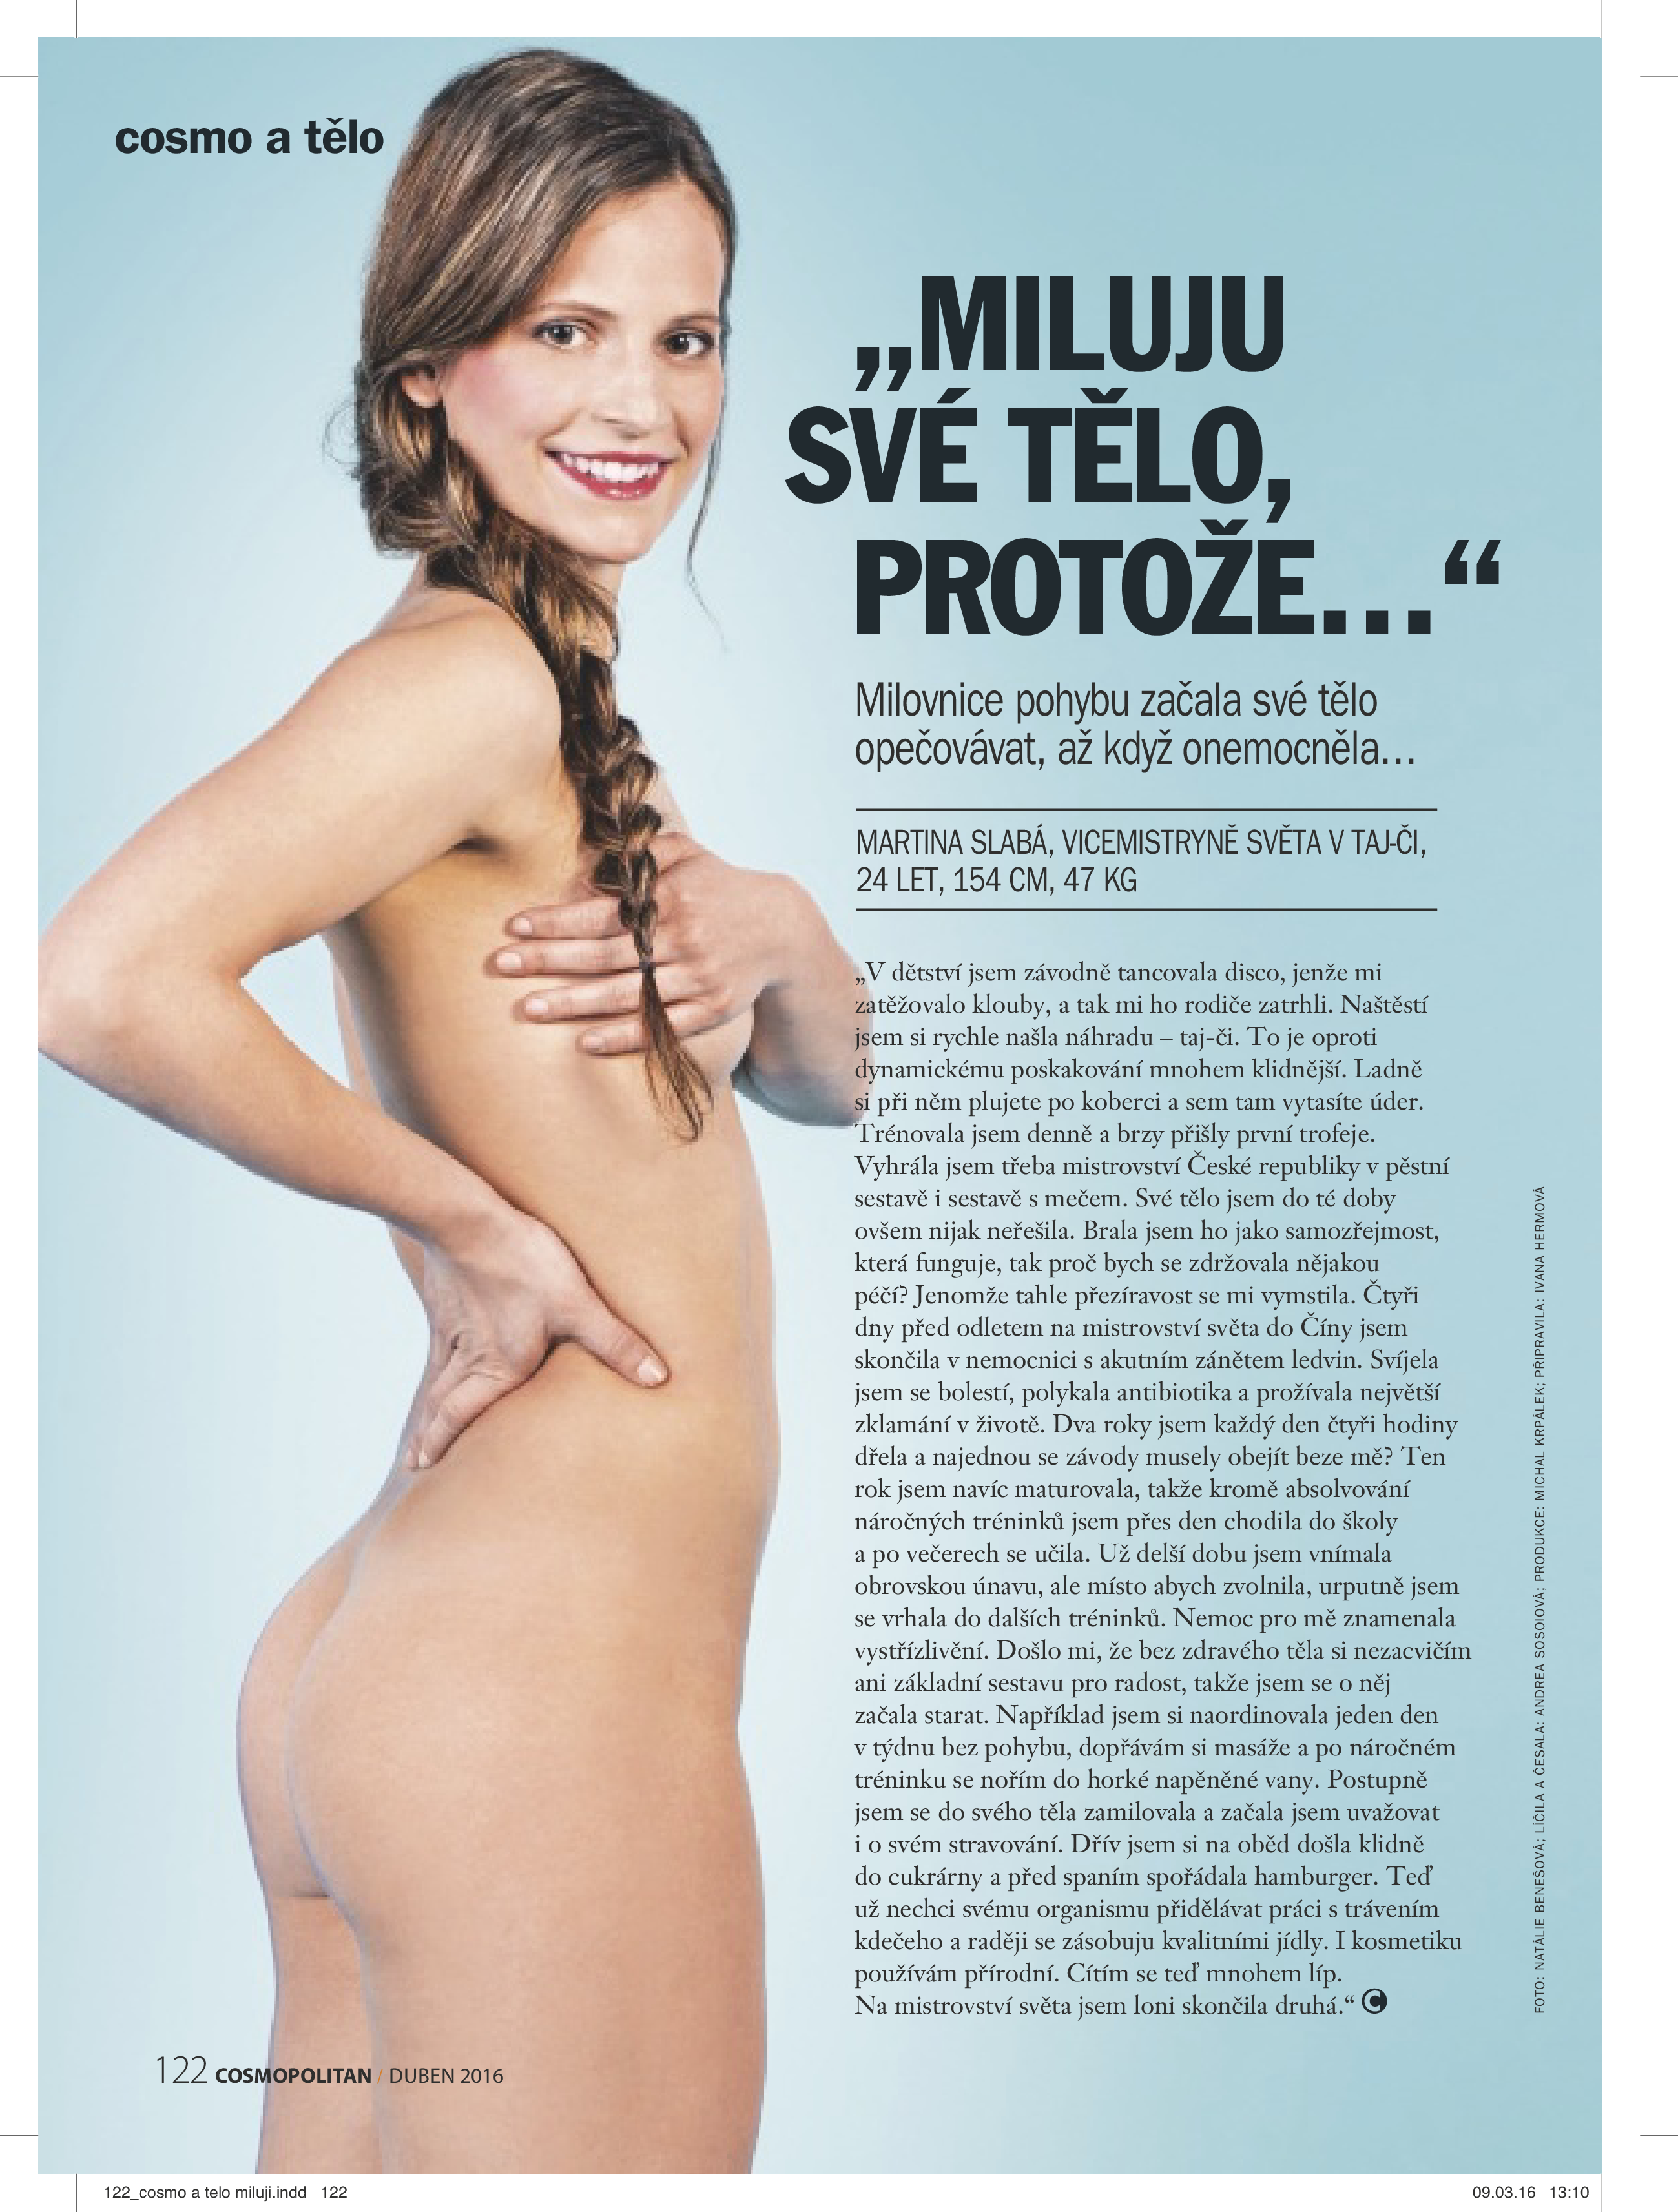 cosmo a tělo
„MILUJU
SVÉ TĚLO,
PROTOŽE...“
Milovnice pohybu začala své tělo
opečovávat, až když onemocněla...
MARTINA SLABÁ, VICEMISTRYNĚ SVĚTA V TAJ-ČI,
24 LET, 154 CM, 47 KG
„V dětství jsem závodně tancovala disco, jenže mi
zatěžovalo klouby, a tak mi ho rodiče zatrhli. Naštěstí
jsem si rychle našla náhradu – taj-či. To je oproti
dynamickému poskakování mnohem klidnější. Ladně
si při něm plujete po koberci a sem tam vytasíte úder.
Trénovala jsem denně a brzy přišly první trofeje.
Vyhrála jsem třeba mistrovství České republiky v pěstní
sestavě i sestavě s mečem. Své tělo jsem do té doby
ovšem nijak neřešila. Brala jsem ho jako samozřejmost,
která funguje, tak proč bych se zdržovala nějakou
péčí? Jenomže tahle přezíravost se mi vymstila. Čtyři
dny před odletem na mistrovství světa do Číny jsem
skončila v nemocnici s akutním zánětem ledvin. Svíjela
jsem se bolestí, polykala antibiotika a prožívala největší
zklamání v životě. Dva roky jsem každý den čtyři hodiny
dřela a najednou se závody musely obejít beze mě? Ten
rok jsem navíc maturovala, takže kromě absolvování
náročných tréninků jsem přes den chodila do školy
a po večerech se učila. Už delší dobu jsem vnímala
obrovskou únavu, ale místo abych zvolnila, urputně jsem
se vrhala do dalších tréninků. Nemoc pro mě znamenala
vystřízlivění. Došlo mi, že bez zdravého těla si nezacvičím
ani základní sestavu pro radost, takže jsem se o něj
začala starat. Například jsem si naordinovala jeden den
v týdnu bez pohybu, dopřávám si masáže a po náročném
tréninku se nořím do horké napěněné vany. Postupně
jsem se do svého těla zamilovala a začala jsem uvažovat
i o svém stravování. Dřív jsem si na oběd došla klidně
do cukrárny a před spaním spořádala hamburger. Teď
už nechci svému organismu přidělávat práci s trávením
kdečeho a raději se zásobuju kvalitními jídly. I kosmetiku
používám přírodní. Cítím se teď mnohem líp.
Na mistrovství světa jsem loni skončila druhá.“ C
FOTO: NATÁLIE BENEŠOVÁ; LÍČILA A ČESALA: ANDREA SOSOIOVÁ; PRODUKCE: MICHAL KRPÁLEK; PŘIPRAVILA: IVANA HERMOVÁ
122 COSMOPOLITAN / DUBEN 2016
122_cosmo a telo miluji.indd 122
09.03.16 13:10